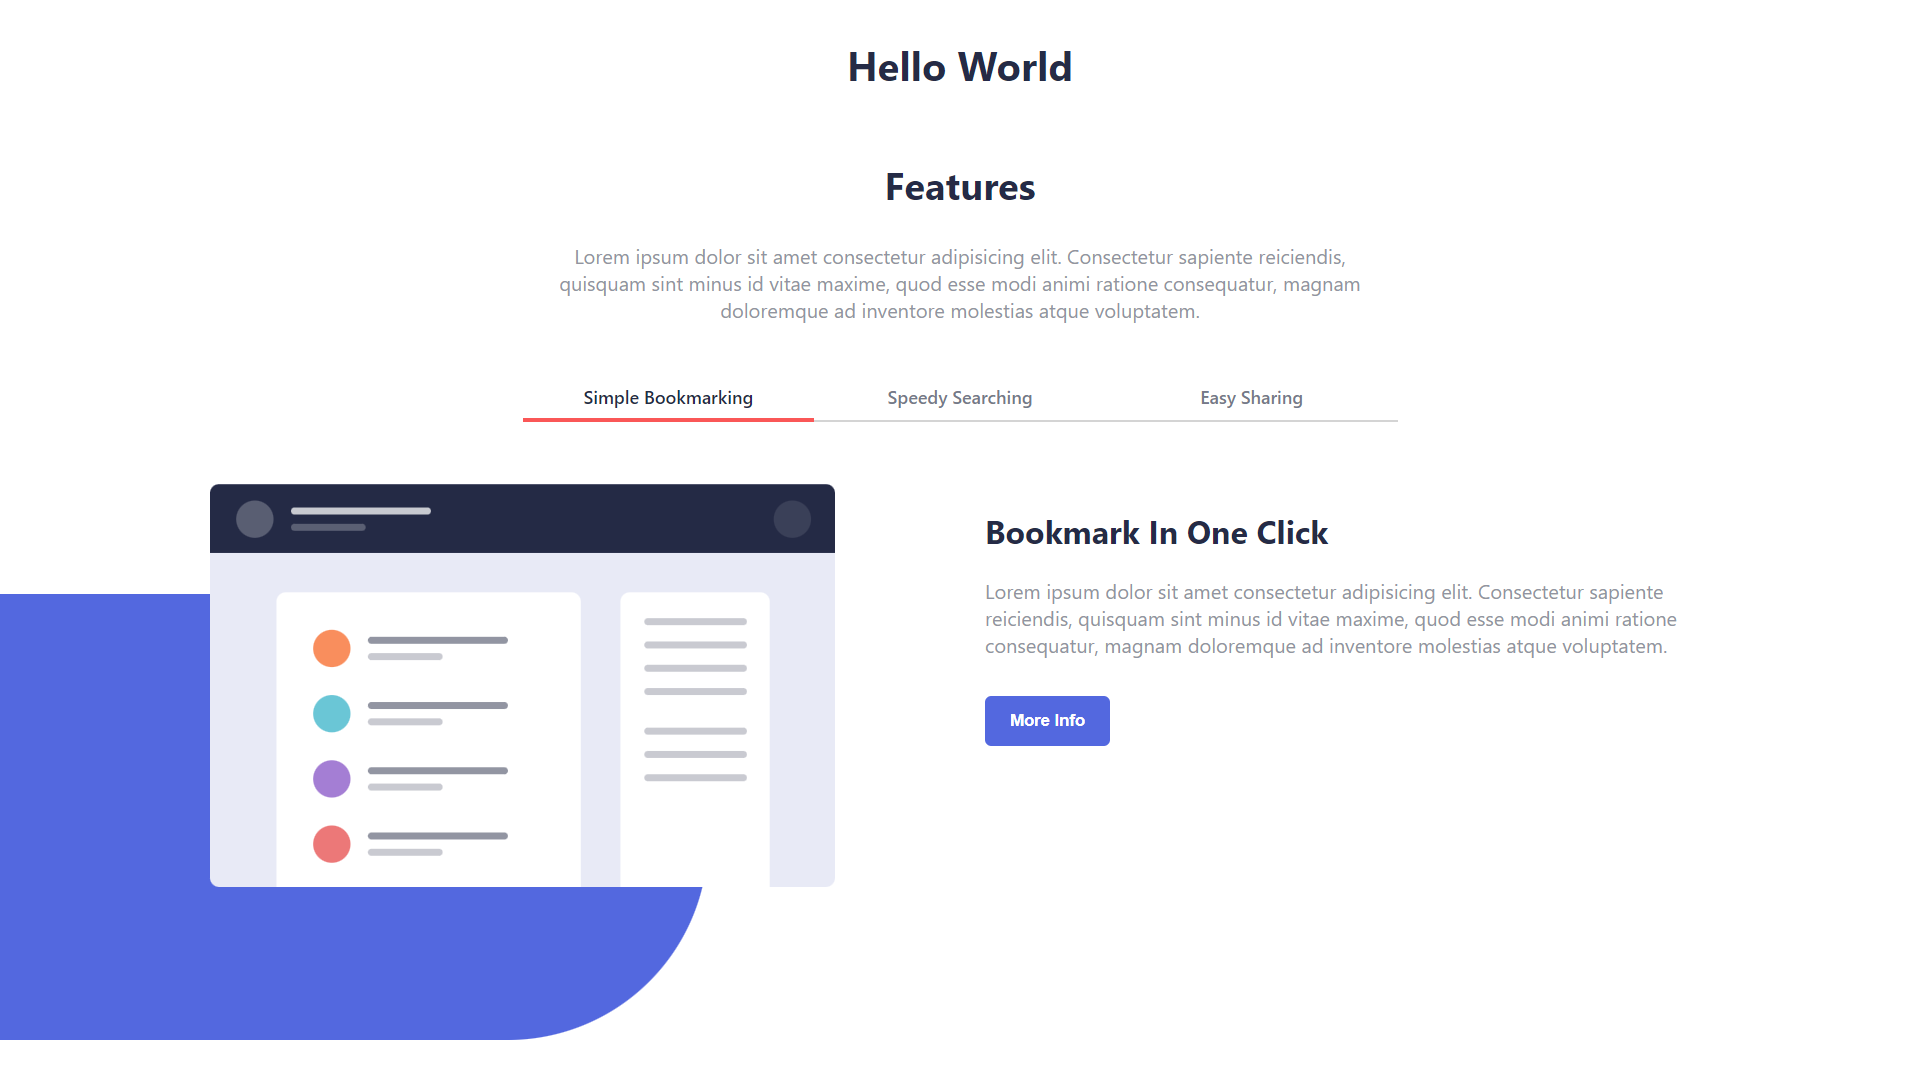 Hello World
Features
Lorem ipsum dolor sit amet consectetur adipisicing elit. Consectetur sapiente reiciendis,
quisquam sint minus id vitae maxime, quod esse modi animi ratione consequatur, magnam
doloremque ad inventore molestias atque voluptatem.
Simple Bookmarking
Speedy Searching
Easy Sharing
Bookmark In One Click
Lorem ipsum dolor sit amet consectetur adipisicing elit. Consectetur sapiente
reiciendis, quisquam sint minus id vitae maxime, quod esse modi animi ratione
consequatur, magnam doloremque ad inventore molestias atque voluptatem.
More Info